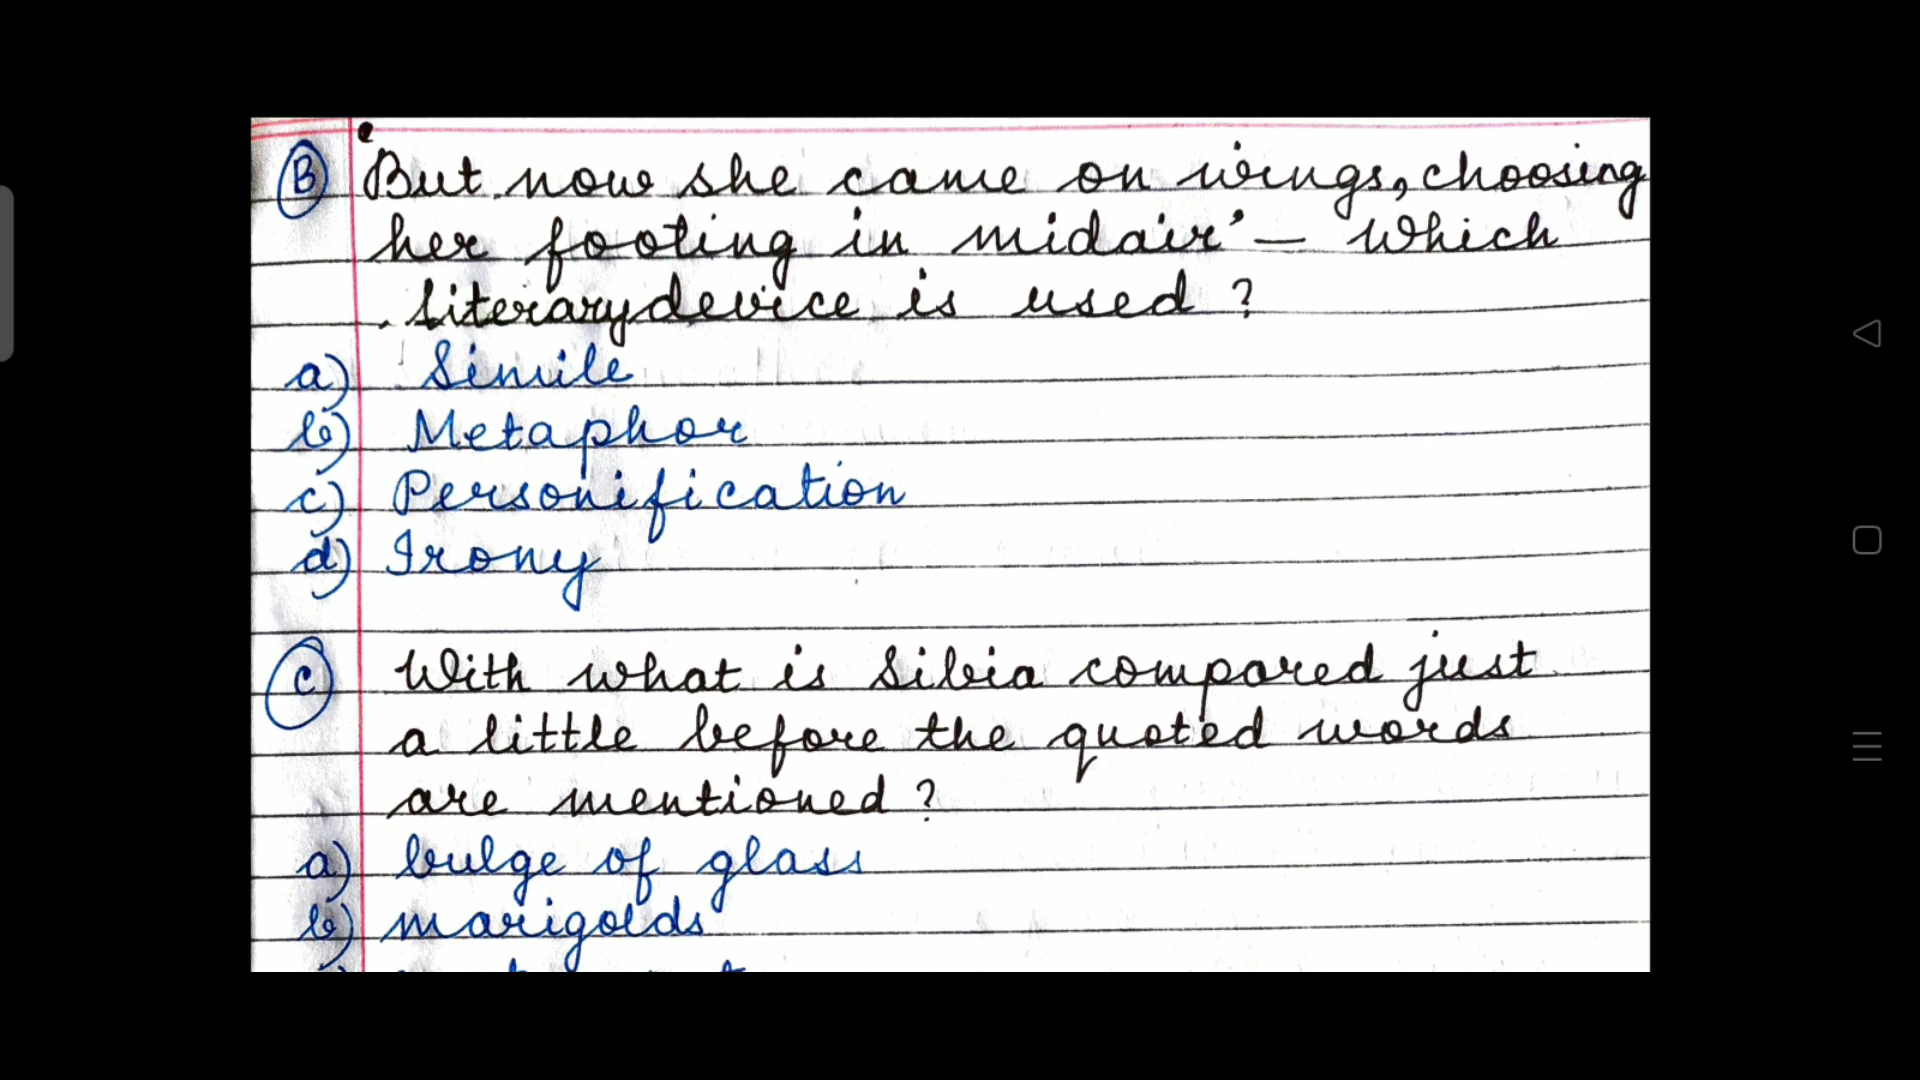 B ‘But now she came on wings, choosing
her footing in midair’ – which
literary device is used ?
a) Simile
b) Metaphor
c) Personification
d) Irony
C With what is Sibia compared just
a little before the quoted words
are mentioned ?
a) bulge of glass
b) marigolds